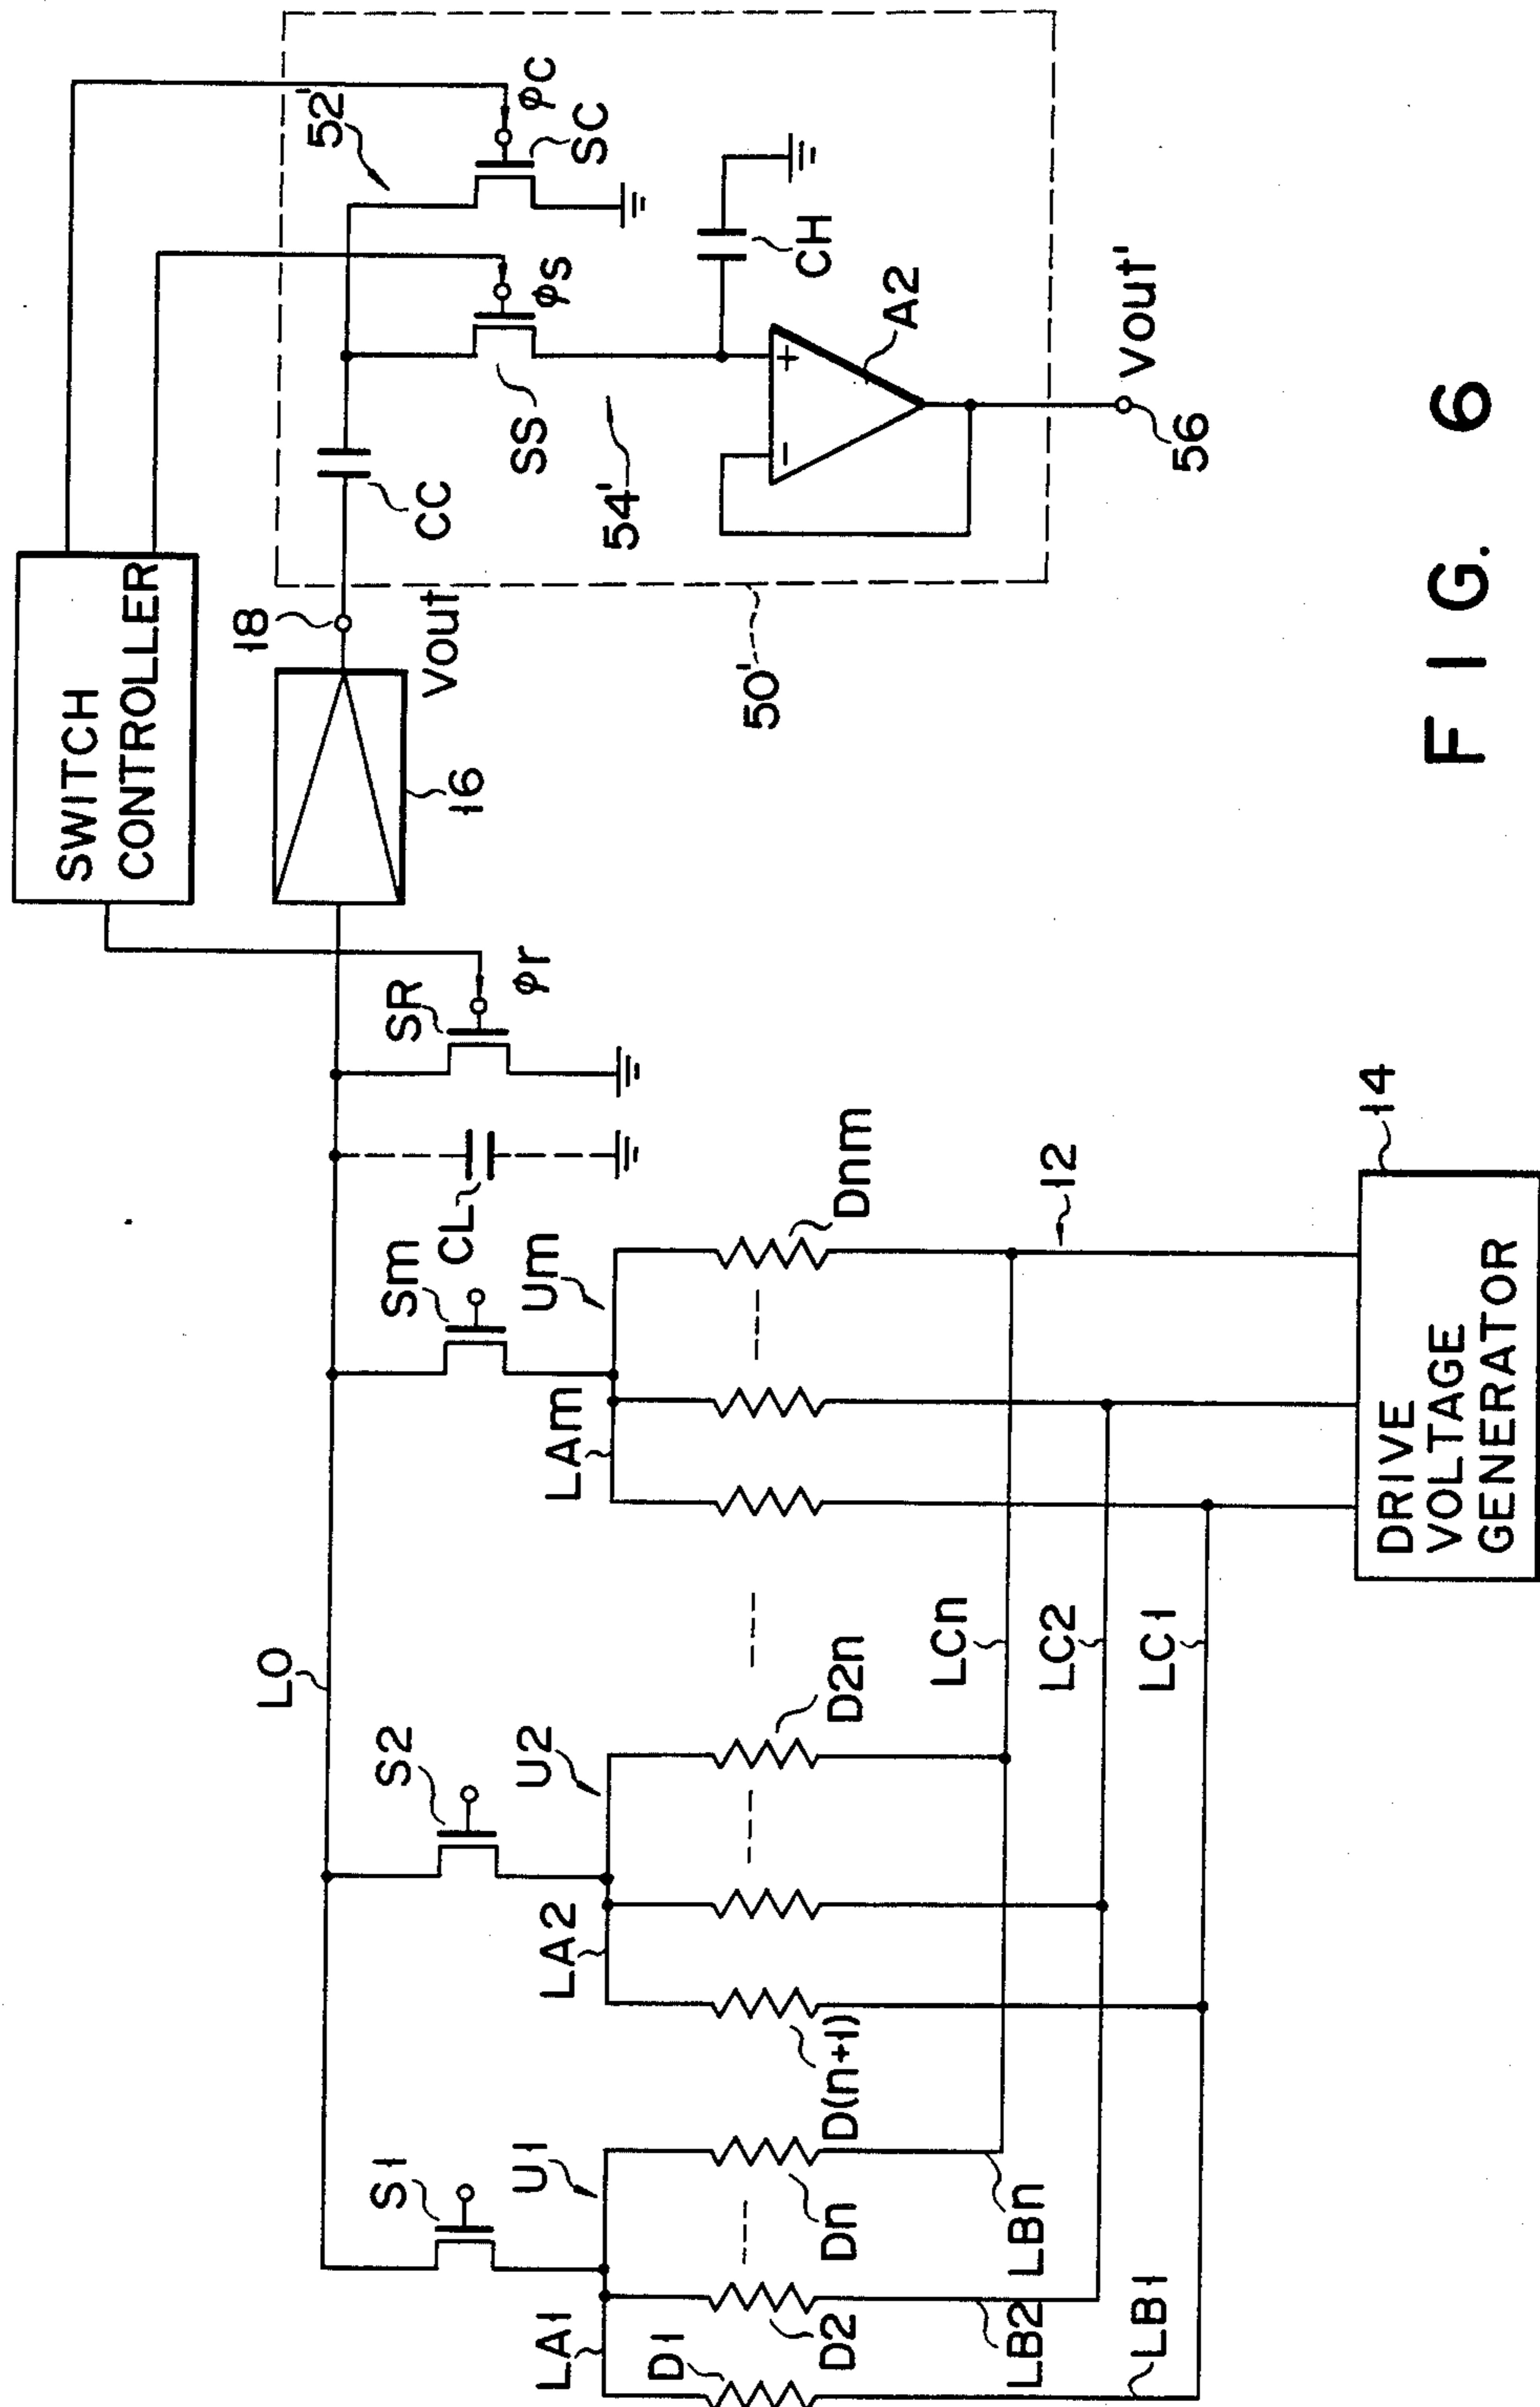 SWITCH
CONTROLLER
52'
φc
SC
φs
SS
CC
CH
54'
A2
Vout'
56
18
Vout
50'
16
SR
φr
CL
Sm
Um
LAm
Dnm
12
14
DRIVE
VOLTAGE
GENERATOR
LO
S2
U2
LA2
D2n
D(n+1)
LCn
LC2
LC1
S1
U1
LA1
D1
D2
Dn
LBn
LB2
LB1
+
-
FIG. 6